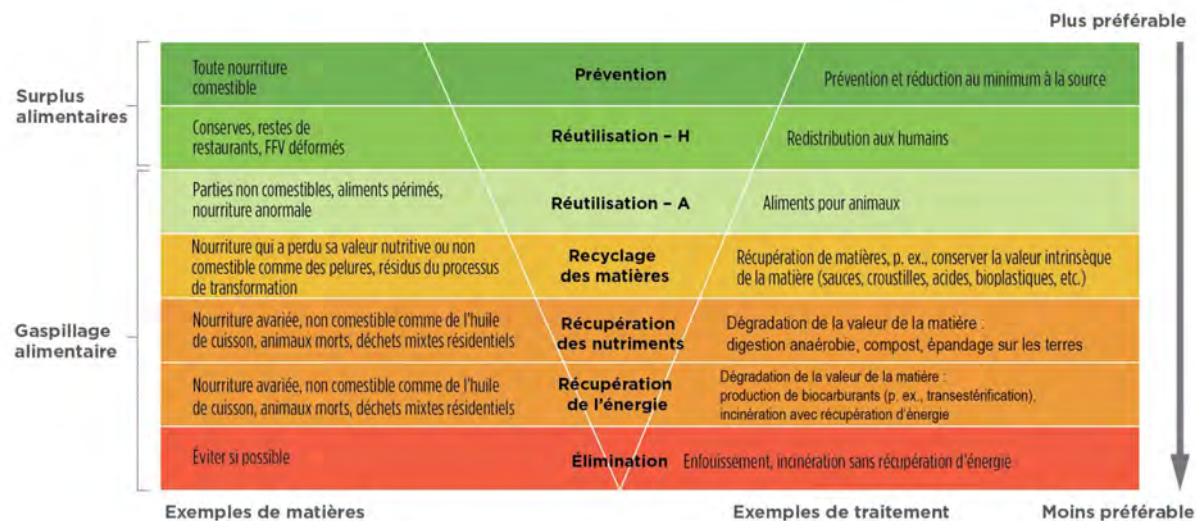 Plus préférable
Surplus
alimentaires
Toute nourriture
comestible
Prévention
Prévention et réduction au minimum à la source
Conserves, restes de
restaurants, FFV déformés
Réutilisation – H
Redistribution aux humains
Gaspillage
alimentaire
Parties non comestibles, aliments périmés,
nourriture anormale
Réutilisation – A
Aliments pour animaux
Nourriture qui a perdu sa valeur nutritive ou non
comestible comme des pelures, résidus du processus
de transformation
Recyclage
des matières
Récupération de matières, p. ex., conserver la valeur intrinsèque
de la matière (sauces, croustilles, acides, bioplastiques, etc.)
Nourriture avariée, non comestible comme de l'huile
de cuisson, animaux morts, déchets mixtes résidentiels
Récupération
des nutriments
Dégradation de la valeur de la matière :
digestion anaérobie, compost, épandage sur les terres
Nourriture avariée, non comestible comme de l'huile
de cuisson, animaux morts, déchets mixtes résidentiels
Récupération
de l'énergie
Dégradation de la valeur de la matière :
production de biocarburants (p. ex., transestérification),
incinération avec récupération d'énergie
Éviter si possible
Élimination
Enfouissement, incinération sans récupération d'énergie
Exemples de matières
Exemples de traitement
Moins préférable